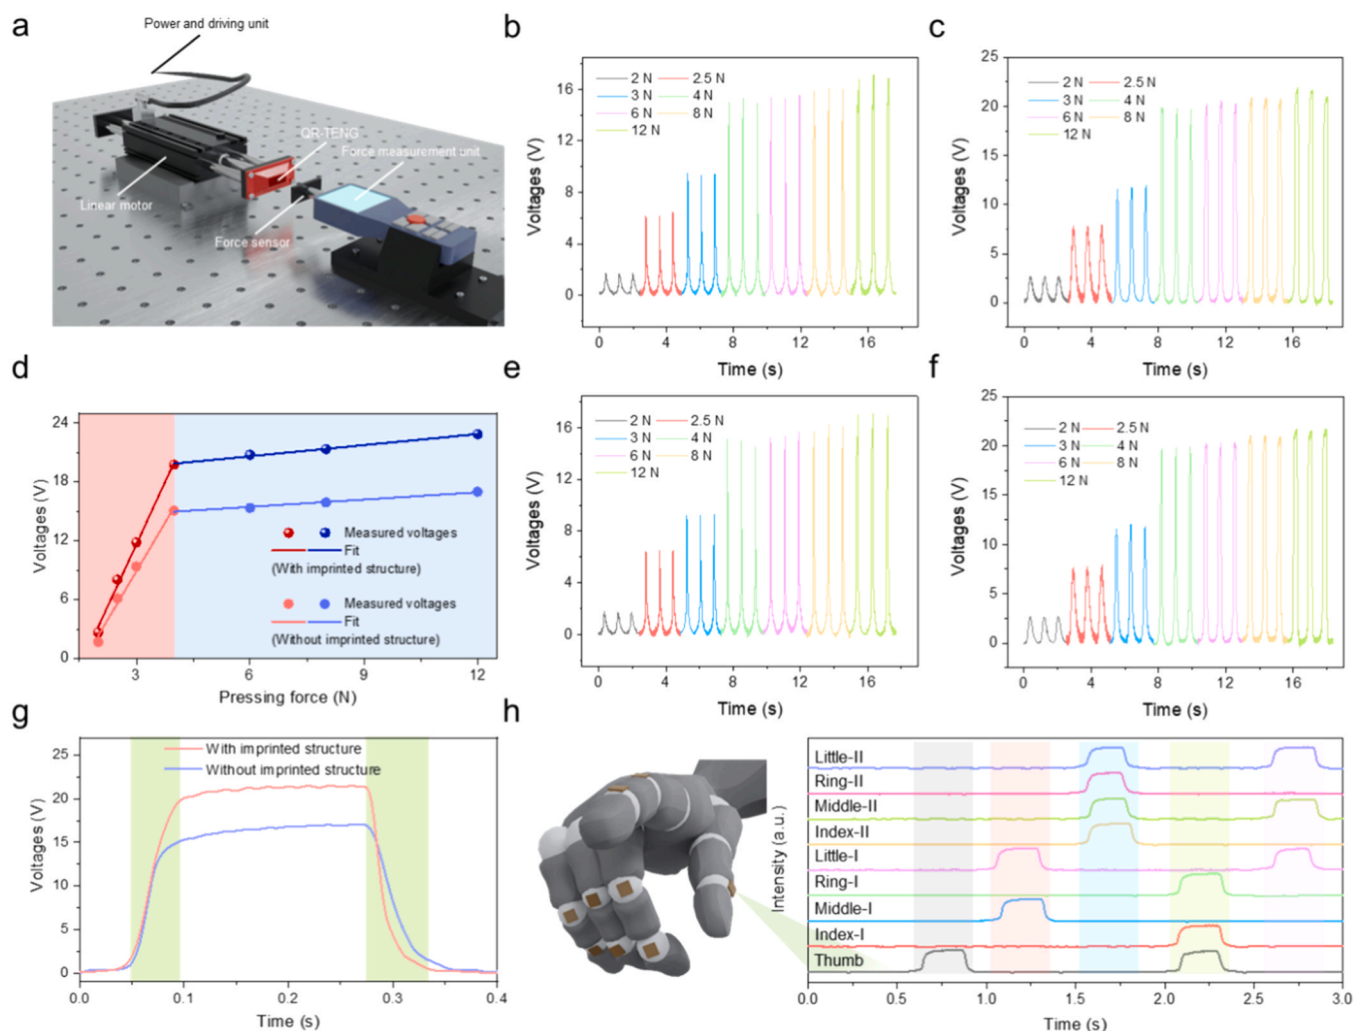 a
Power and driving unit
QR-TENG
Force measurement unit
Linear motor
Force sensor
b
2 N 2.5 N
3 N 4 N
6 N 8 N
12 N
16
12
8
4
0
Voltages (V)
0 4 8 12 16
Time (s)
c
25
2 N 2.5 N
3 N 4 N
6 N 8 N
12 N
20
15
10
5
0
Voltages (V)
0 4 8 12 16
Time (s)
d
24
18
12
6
0
Voltages (V)
Measured voltages
Fit
(With imprinted structure)
Measured voltages
Fit
(Without imprinted structure)
3 6 9 12
Pressing force (N)
e
2 N 2.5 N
3 N 4 N
6 N 8 N
12 N
16
12
8
4
0
Voltages (V)
0 4 8 12 16
Time (s)
f
25
2 N 2.5 N
3 N 4 N
6 N 8 N
12 N
20
15
10
5
0
Voltages (V)
0 4 8 12 16
Time (s)
g
With imprinted structure
Without imprinted structure
25
20
15
10
5
0
Voltages (V)
0.0 0.1 0.2 0.3 0.4
Time (s)
h
Intensity (a.u.)
Little-II
Ring-II
Middle-II
Index-II
Little-I
Ring-I
Middle-I
Index-I
Thumb
0.0 0.5 1.0 1.5 2.0 2.5 3.0
Time (s)